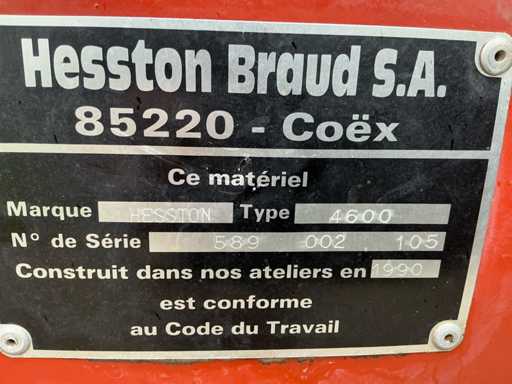 Hesston Braud S.A.
85220 - Coëx
Ce matériel
Marque HESSTON Type 4600
N° de Série 589 002 105
Construit dans nos ateliers en 1990
est conforme
au Code du Travail